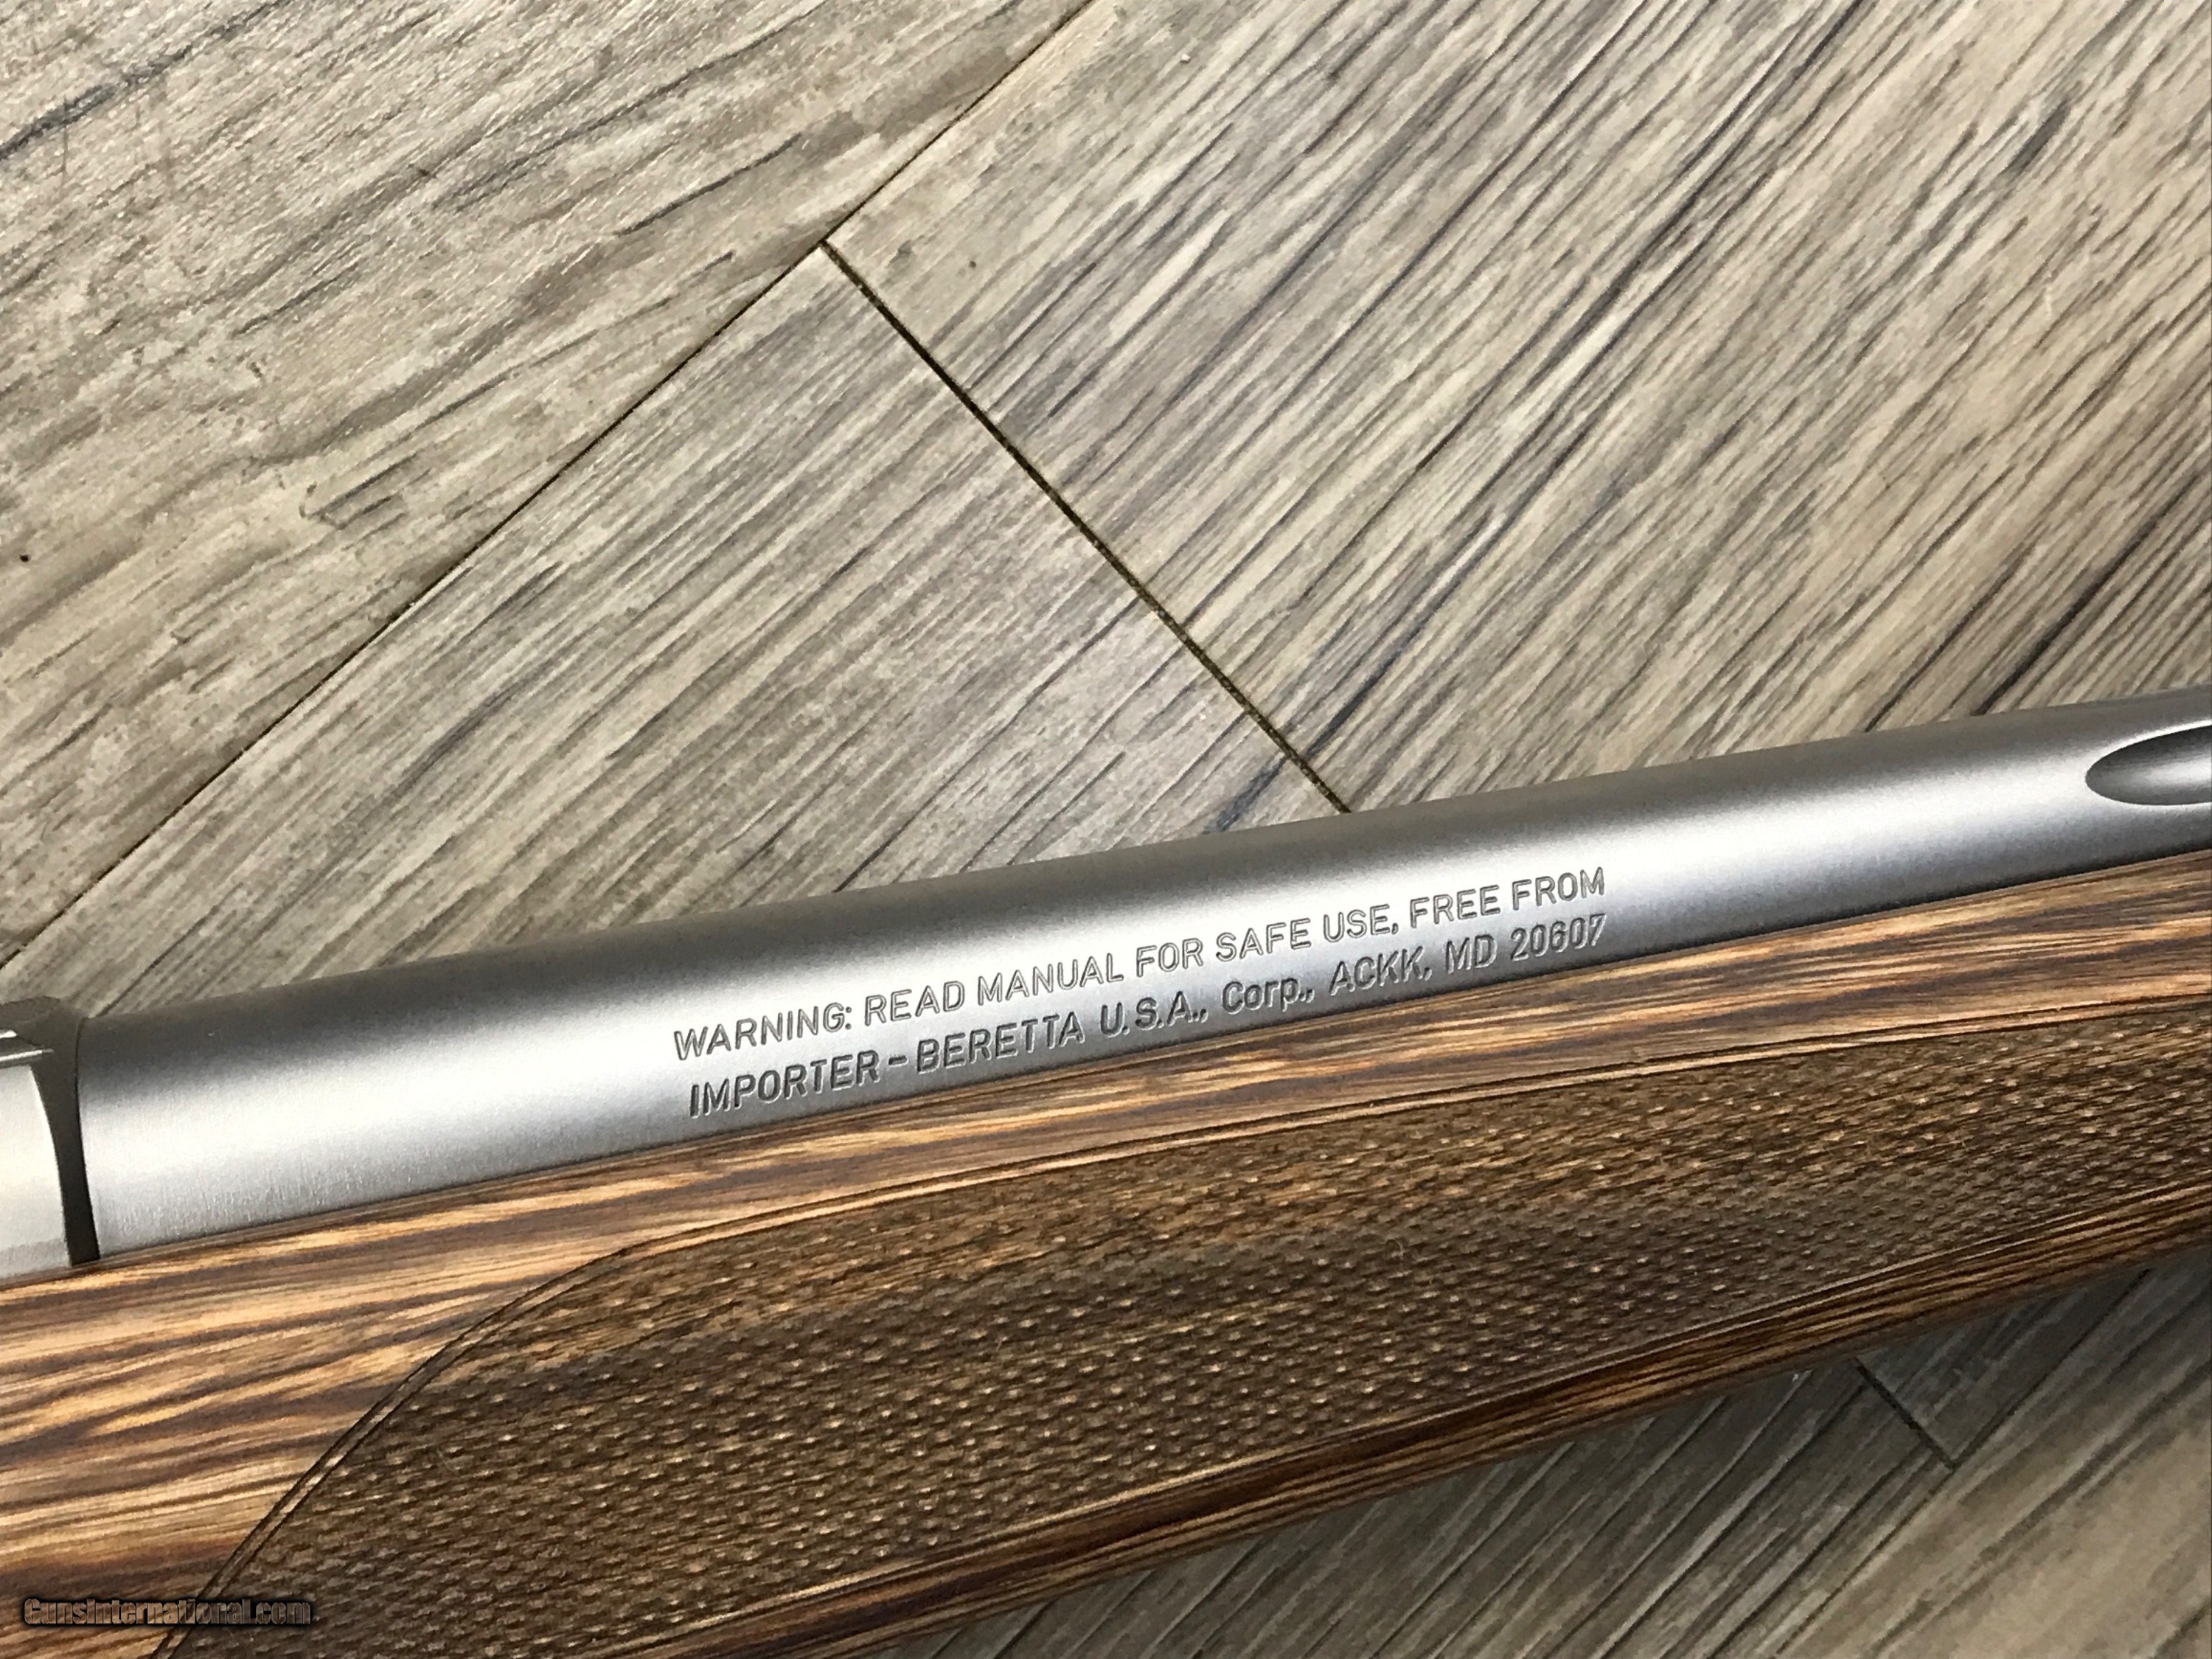 WARNING: READ MANUAL FOR SAFE USE, FREE FROM
IMPORTER-BERETTA U.S.A., Corp., ACKK, MD 20607
GunsInternational.com